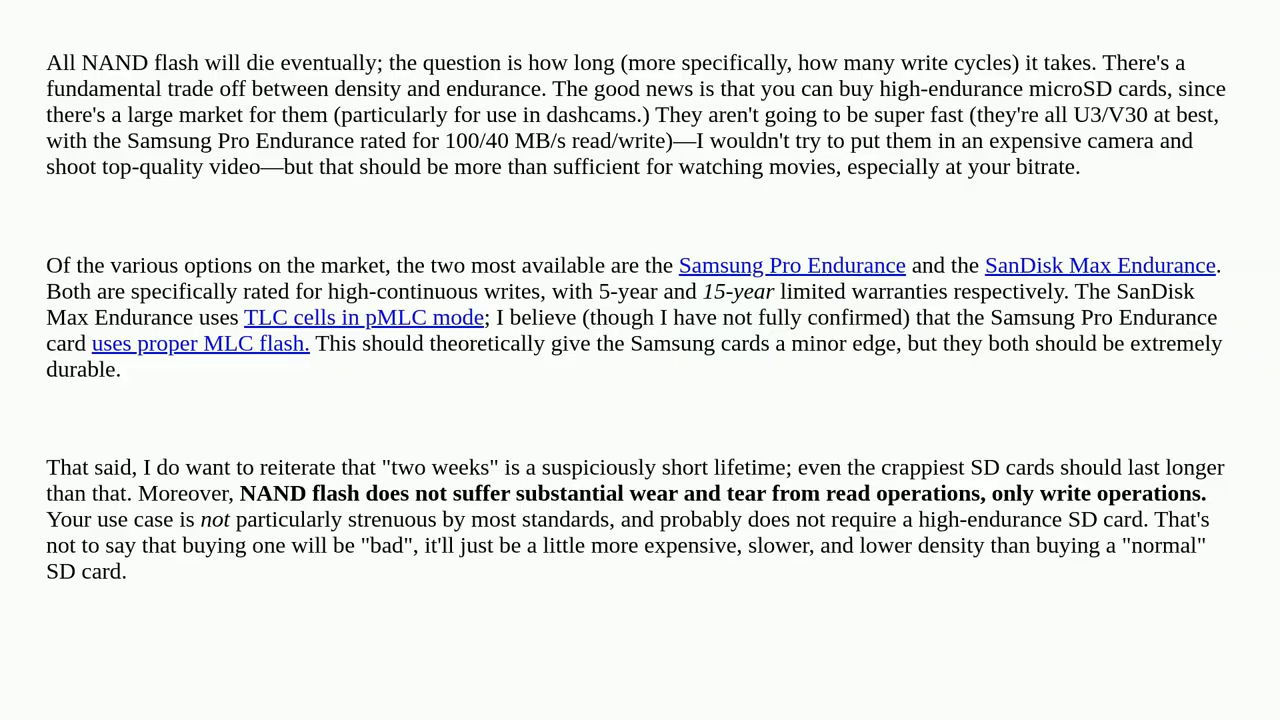 All NAND flash will die eventually; the question is how long (more specifically, how many write cycles) it takes. There's a
fundamental trade off between density and endurance. The good news is that you can buy high-endurance microSD cards, since
there's a large market for them (particularly for use in dashcams.) They aren't going to be super fast (they're all U3/V30 at best,
with the Samsung Pro Endurance rated for 100/40 MB/s read/write)—I wouldn't try to put them in an expensive camera and
shoot top-quality video—but that should be more than sufficient for watching movies, especially at your bitrate.
Of the various options on the market, the two most available are the Samsung Pro Endurance and the SanDisk Max Endurance.
Both are specifically rated for high-continuous writes, with 5-year and 15-year limited warranties respectively. The SanDisk
Max Endurance uses TLC cells in pMLC mode; I believe (though I have not fully confirmed) that the Samsung Pro Endurance
card uses proper MLC flash. This should theoretically give the Samsung cards a minor edge, but they both should be extremely
durable.
That said, I do want to reiterate that "two weeks" is a suspiciously short lifetime; even the crappiest SD cards should last longer
than that. Moreover, NAND flash does not suffer substantial wear and tear from read operations, only write operations.
Your use case is not particularly strenuous by most standards, and probably does not require a high-endurance SD card. That's
not to say that buying one will be "bad", it'll just be a little more expensive, slower, and lower density than buying a "normal"
SD card.